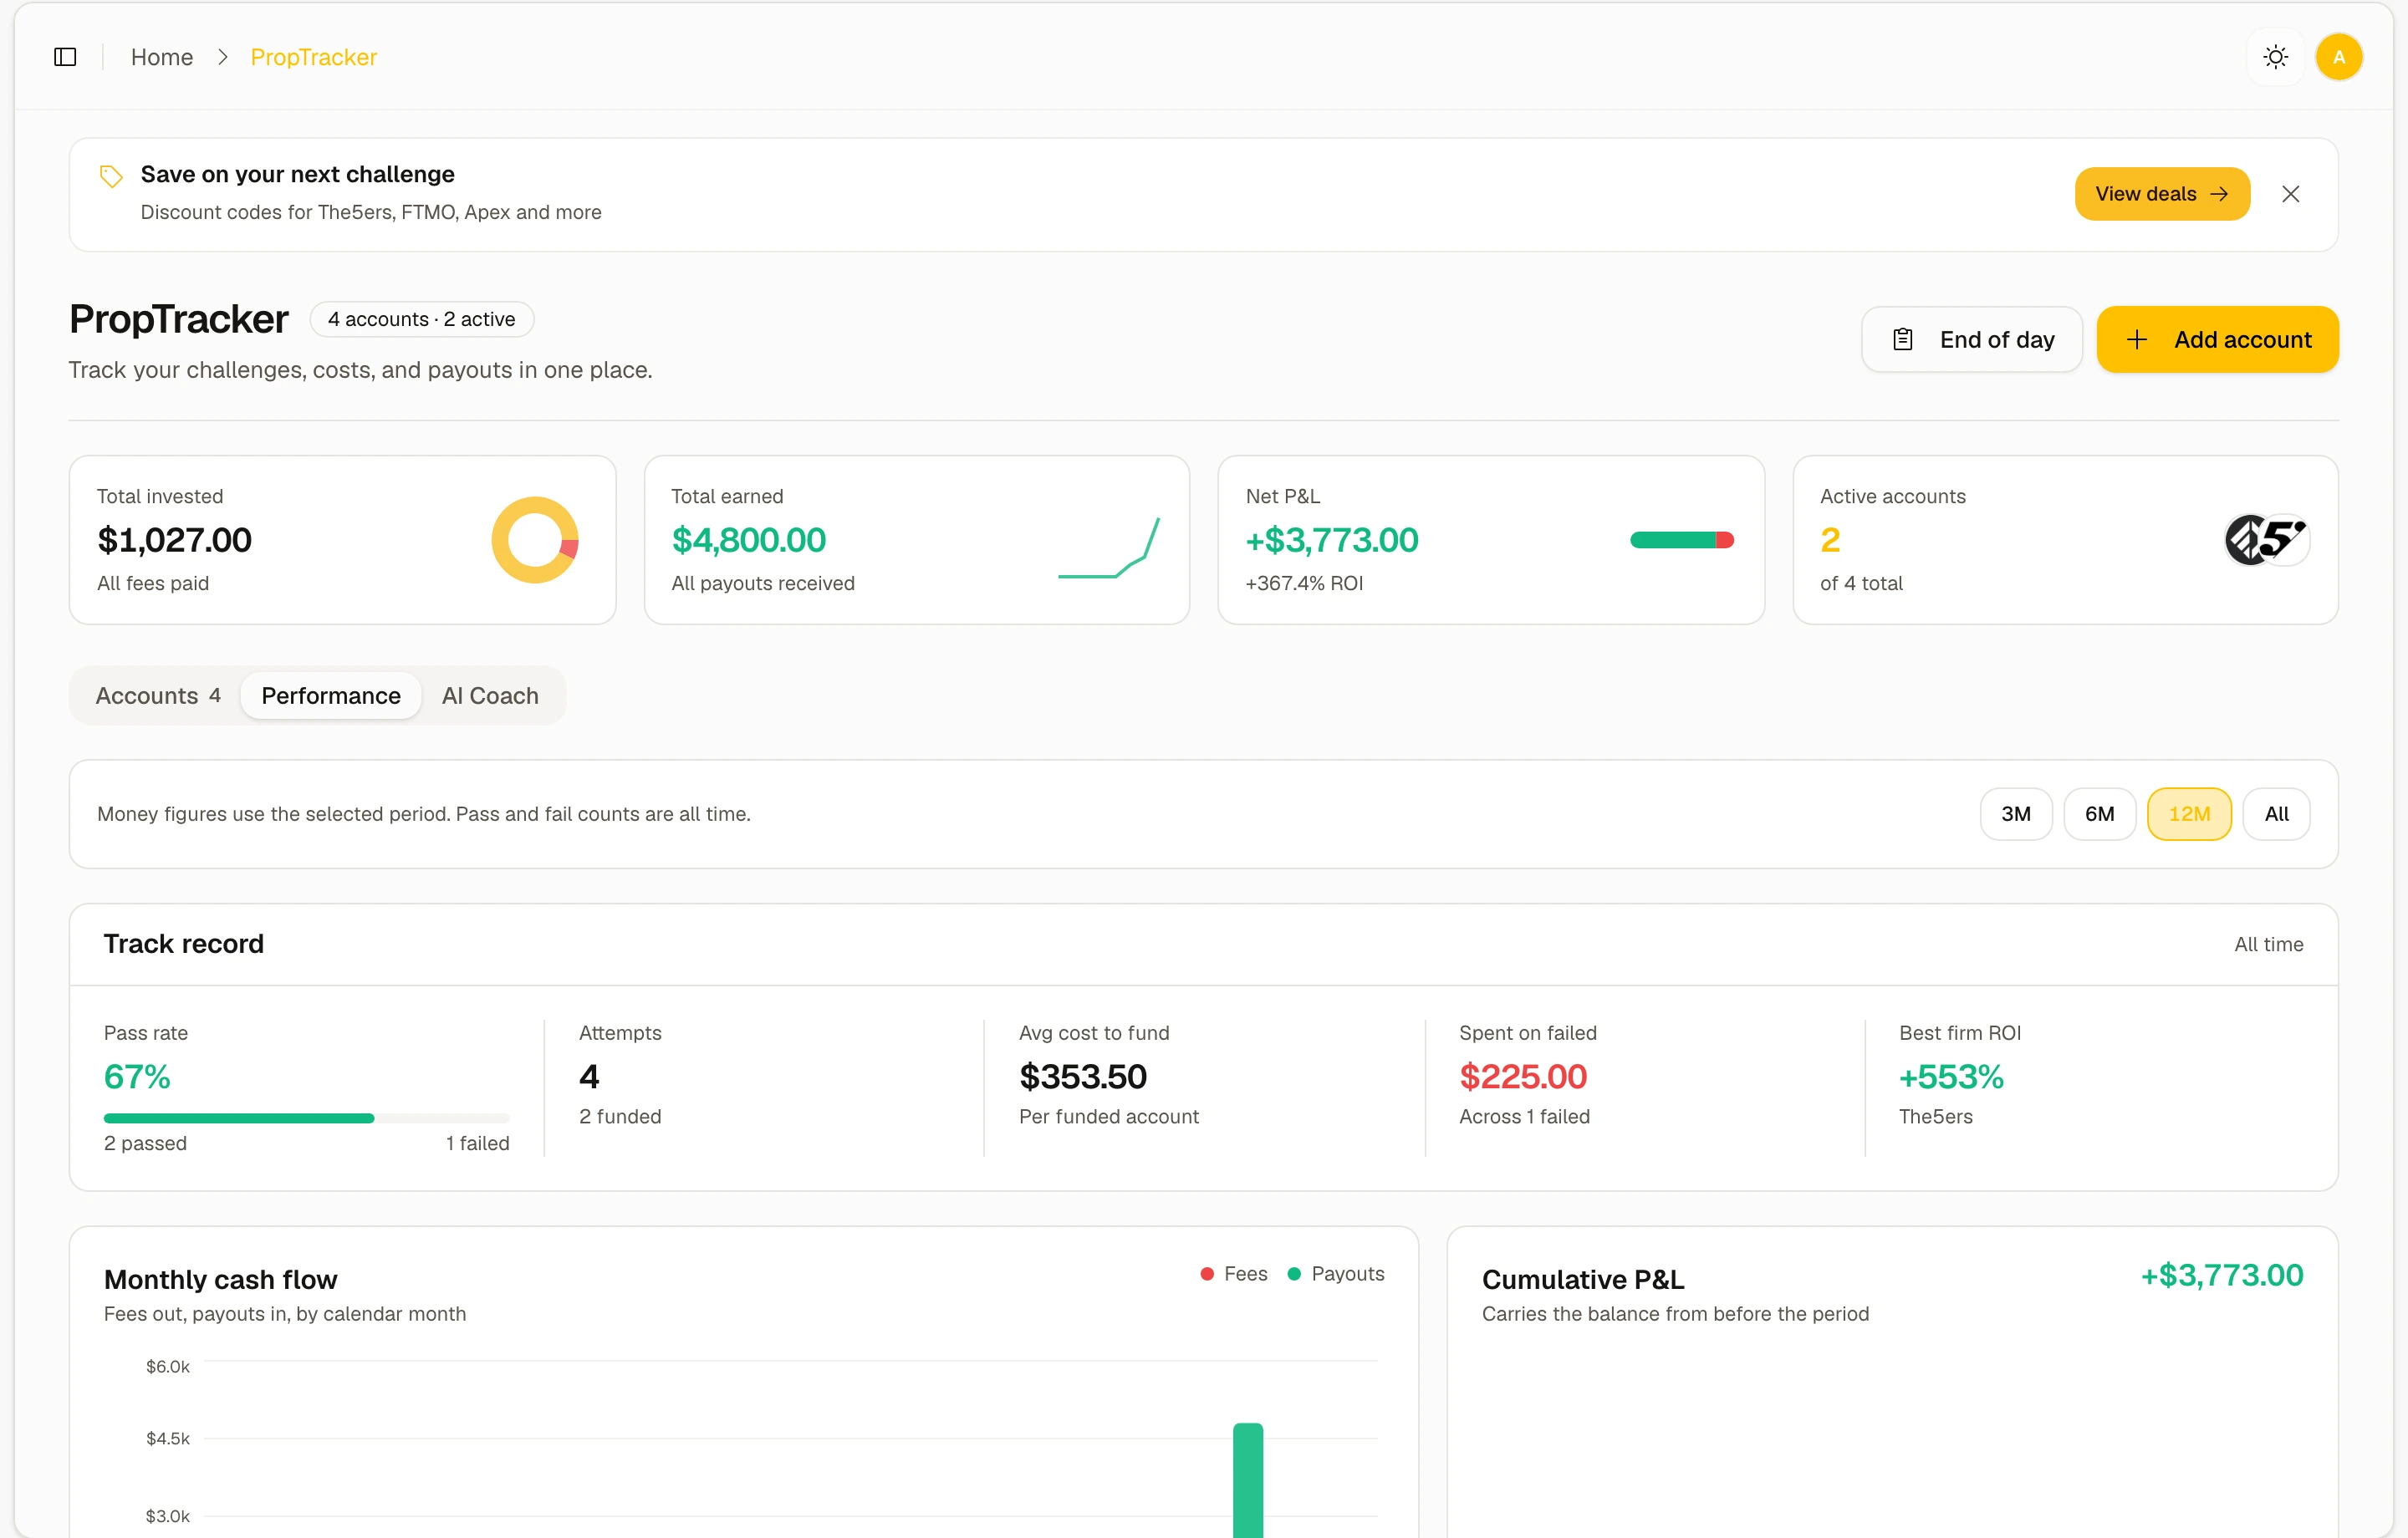 Home
PropTracker
A
Save on your next challenge
Discount codes for The5ers, FTMO, Apex and more
View deals
PropTracker
4 accounts · 2 active
Track your challenges, costs, and payouts in one place.
End of day
Add account
Total invested
$1,027.00
All fees paid
Total earned
$4,800.00
All payouts received
Net P&L
+$3,773.00
+367.4% ROI
Active accounts
2
of 4 total
5
Accounts 4
Performance
AI Coach
Money figures use the selected period. Pass and fail counts are all time.
3M
6M
12M
All
Track record
All time
Pass rate
67%
2 passed
1 failed
Attempts
4
2 funded
Avg cost to fund
$353.50
Per funded account
Spent on failed
$225.00
Across 1 failed
Best firm ROI
+553%
The5ers
Monthly cash flow
Fees out, payouts in, by calendar month
Fees
Payouts
$6.0k
$4.5k
$3.0k
Cumulative P&L
Carries the balance from before the period
+$3,773.00